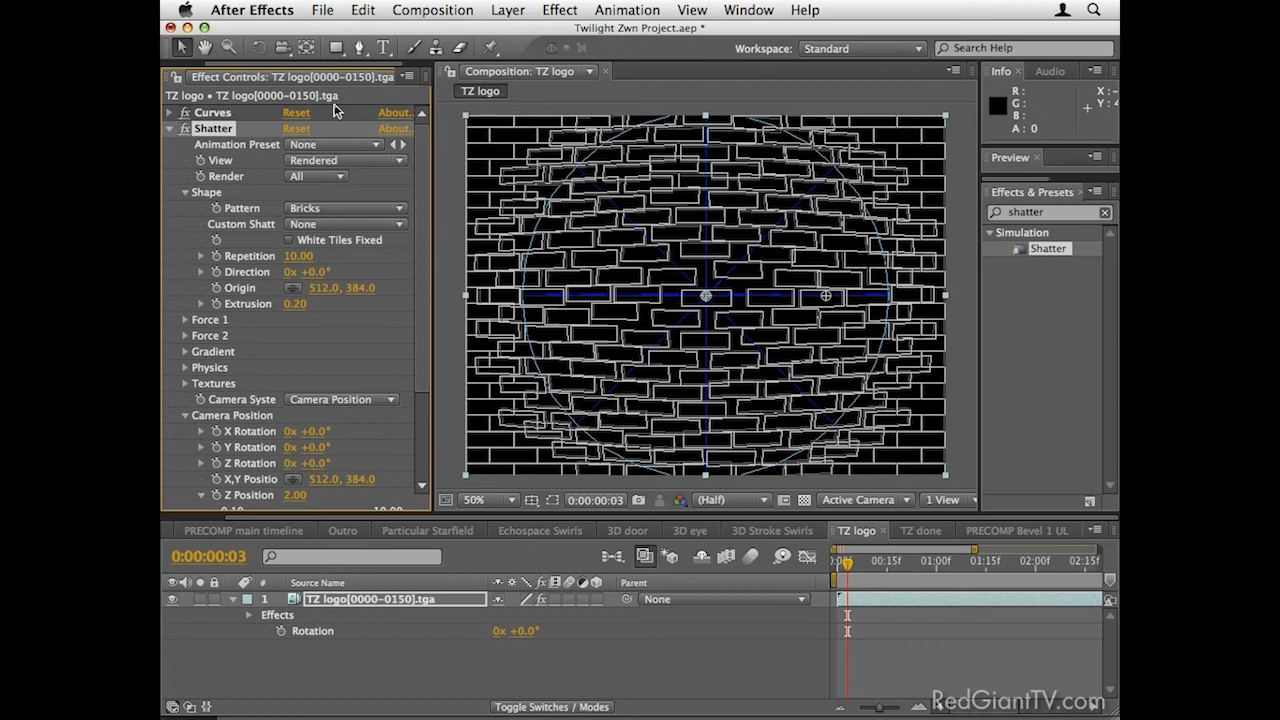 After Effects File Edit Composition Layer Effect Animation View Window Help
Twilight Zwn Project.aep *
Workspace: Standard Search Help
Effect Controls: TZ logo[0000-0150].tga
TZ logo • TZ logo[0000-0150].tga
fx Curves Reset About...
fx Shatter Reset About...
Animation Preset None
View Rendered
Render All
Shape
Pattern Bricks
Custom Shatt None
White Tiles Fixed
Repetition 10.00
Direction 0x +0.0°
Origin 512.0, 384.0
Extrusion 0.20
Force 1
Force 2
Gradient
Physics
Textures
Camera Syste Camera Position
Camera Position
X Rotation 0x +0.0°
Y Rotation 0x +0.0°
Z Rotation 0x +0.0°
X,Y Positio 512.0, 384.0
Z Position 2.00
Composition: TZ logo
TZ logo
50% 0:00:00:03 (Half) Active Camera 1 View
Info Audio
R:
G:
B:
A: 0
X: -
Y: 4
Preview
Effects & Presets
shatter
Simulation
Shatter
PRECOMP main timeline Outro Particular Starfield Echospace Swirls 3D door 3D eye 3D Stroke Swirls TZ logo TZ done PRECOMP Bevel 1 UL
0:00:00:03
00:15f 01:00f 01:15f 02:00f 02:15f
# Source Name fx Parent
1 TZ logo[0000-0150].tga fx None
Effects
Rotation 0x +0.0°
Toggle Switches / Modes
RedGiantTV.com